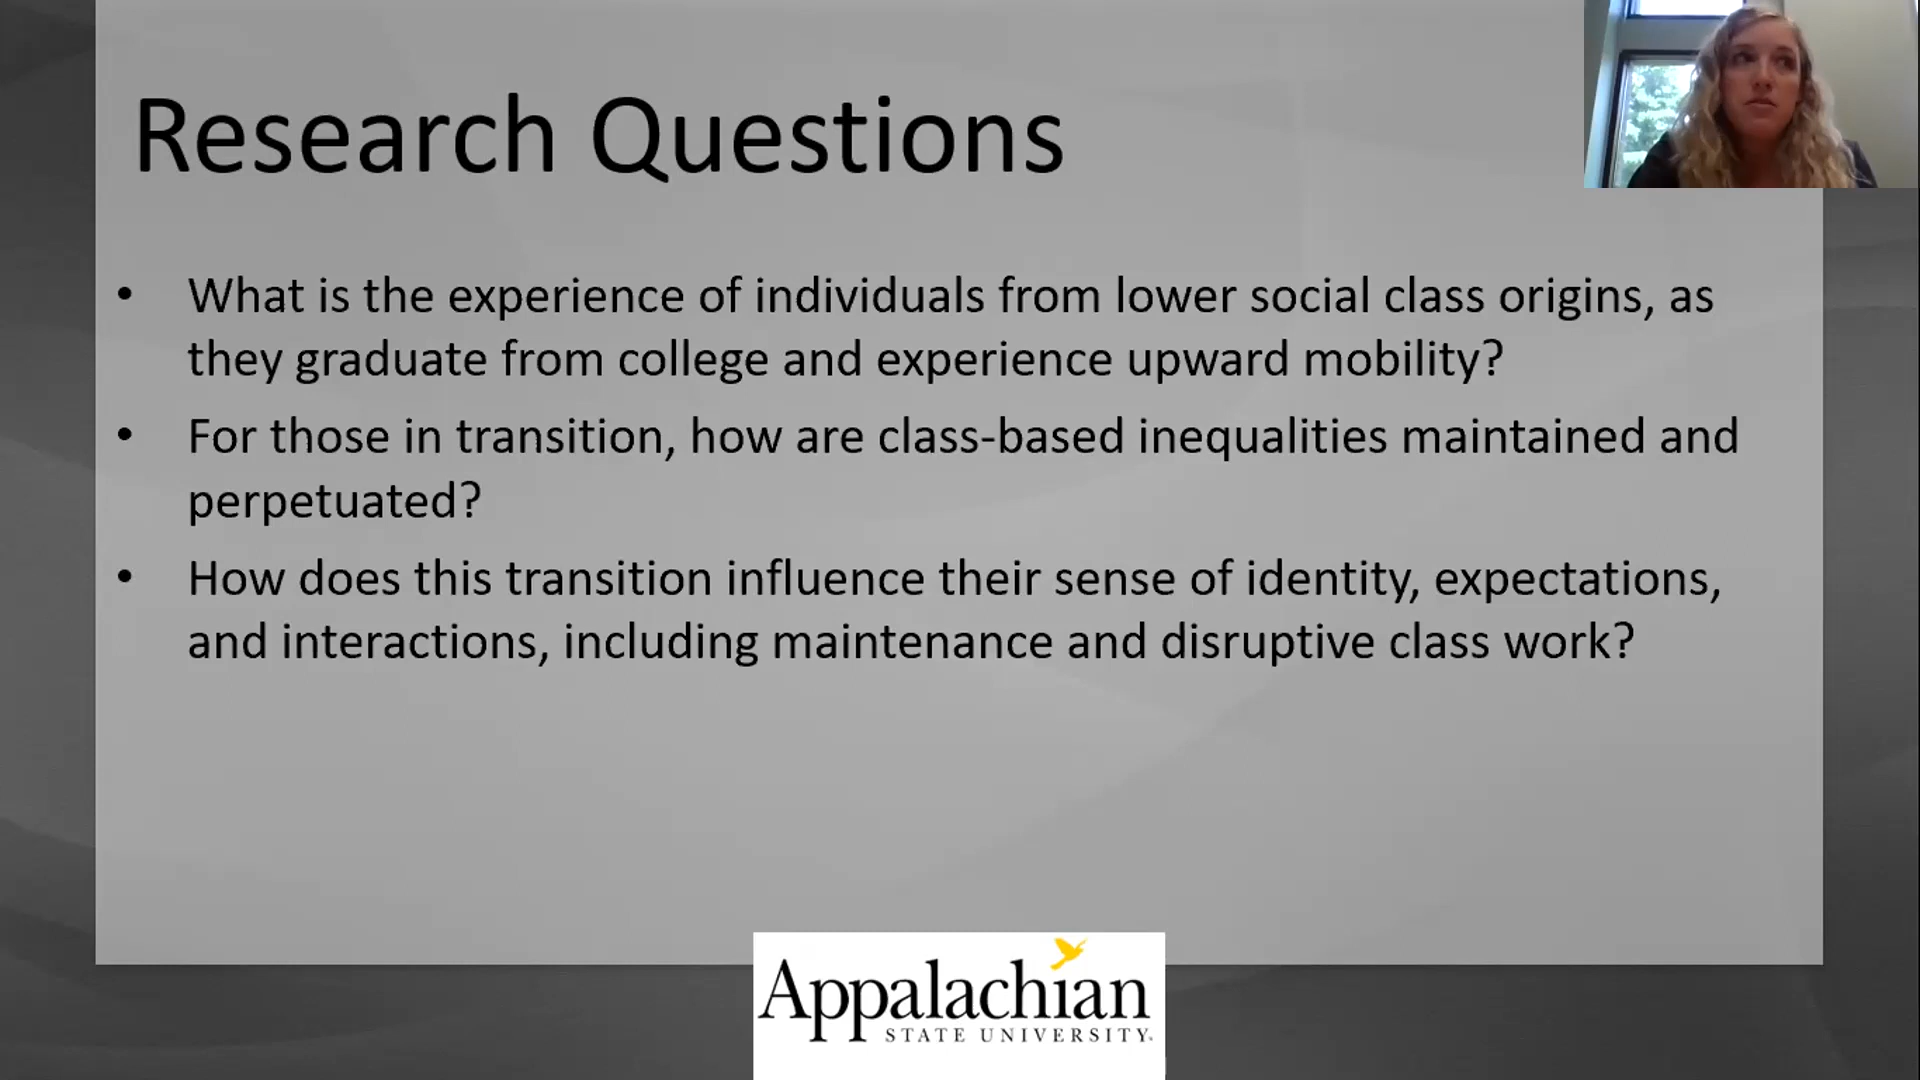 Research Questions
• What is the experience of individuals from lower social class origins, as
they graduate from college and experience upward mobility?
• For those in transition, how are class-based inequalities maintained and
perpetuated?
• How does this transition influence their sense of identity, expectations,
and interactions, including maintenance and disruptive class work?
Appalachian
STATE UNIVERSITY